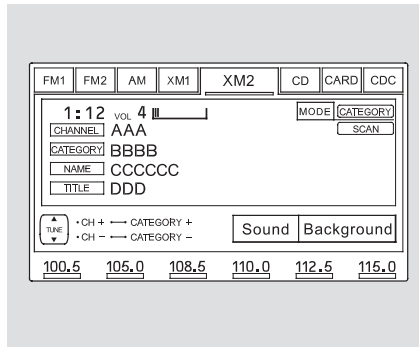 FM1 FM2 AM XM1 XM2 CD CARD CDC
1:12 VOL 4 MODE CATEGORY
CHANNEL AAA SCAN
CATEGORY BBBB
NAME CCCCCC
TITLE DDD
TUNE •CH + CATEGORY +
•CH − CATEGORY −
Sound Background
100.5 105.0 108.5 110.0 112.5 115.0